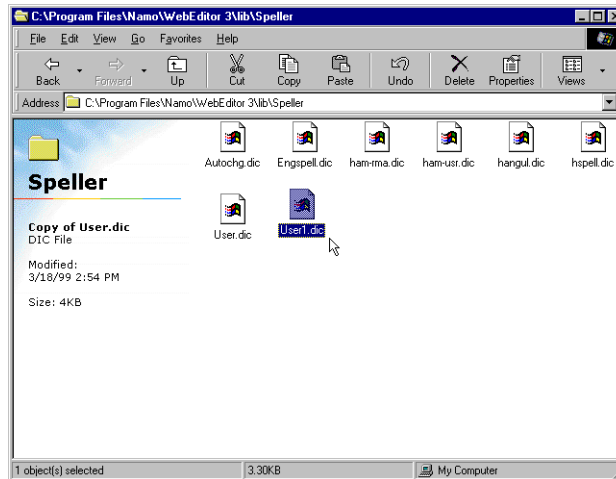 C:\Program Files\Namo\WebEditor 3\lib\Speller
File Edit View Go Favorites Help
Back Forward Up Cut Copy Paste Undo Delete Properties Views
Address C:\Program Files\Namo\WebEditor 3\lib\Speller
Autochg.dic Engspell.dic ham-rma.dic ham-usr.dic hangul.dic hspell.dic
User.dic User1.dic
Speller
Copy of User.dic
DIC File
Modified:
3/18/99 2:54 PM
Size: 4KB
1 object(s) selected 3.30KB My Computer